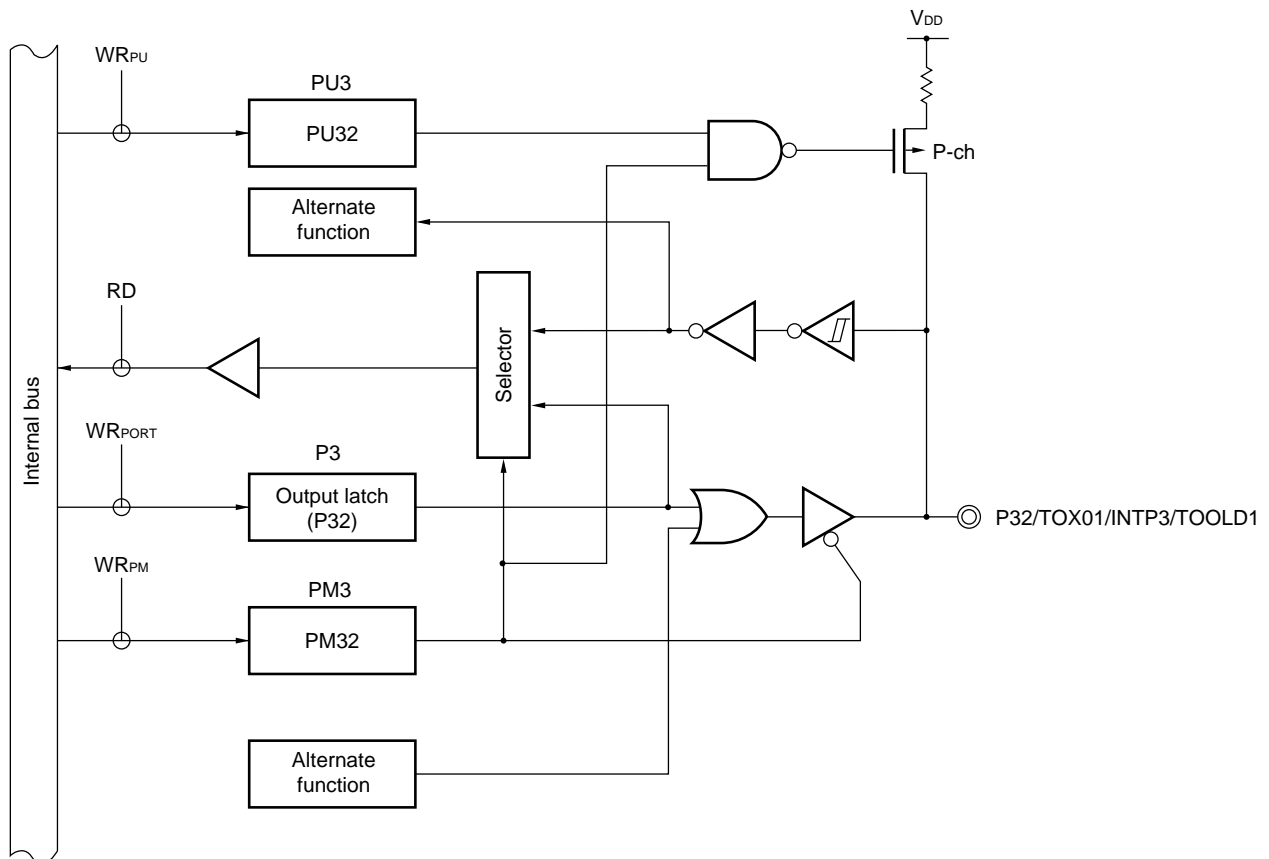 VDD
WRPU
PU3
PU32
P-ch
Alternate
function
RD
Selector
Internal bus
WRPORT
P3
Output latch
(P32)
P32/TOX01/INTP3/TOOLD1
WRPM
PM3
PM32
Alternate
function